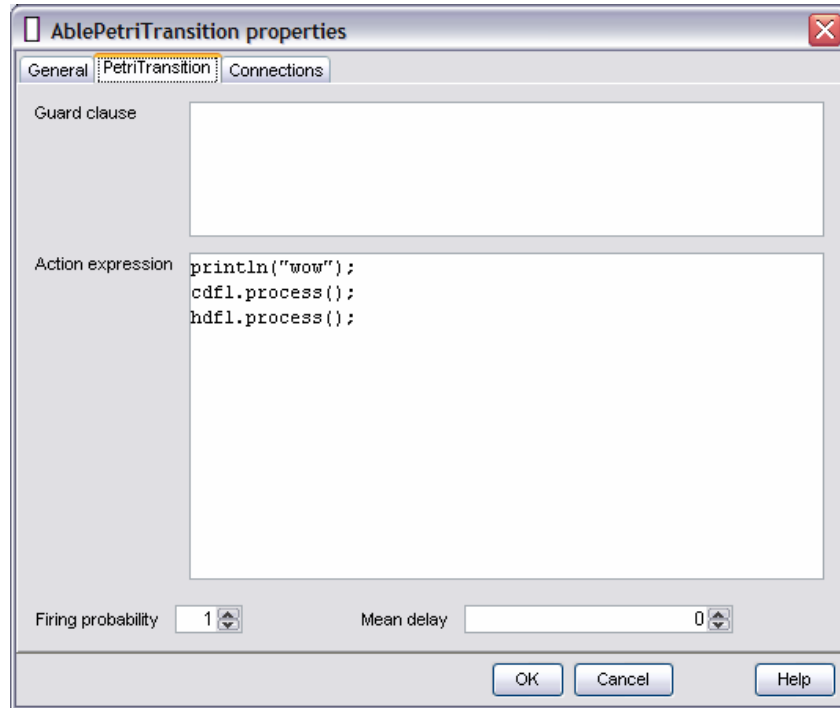 AblePetriTransition properties
General PetriTransition Connections
Guard clause
Action expression
println("wow");
cdfl.process();
hdfl.process();
Firing probability 1 Mean delay 0
OK Cancel Help